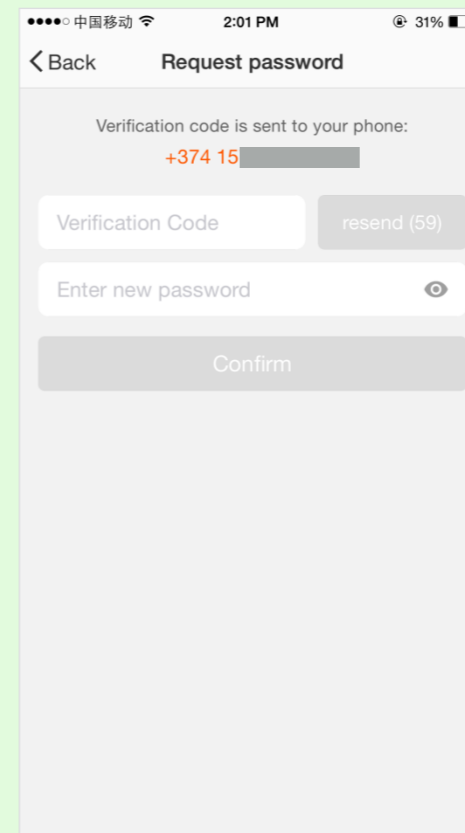 中国移动 2:01 PM 31%
Back Request password
Verification code is sent to your phone:
+374 15
Verification Code resend (59)
Enter new password
Confirm